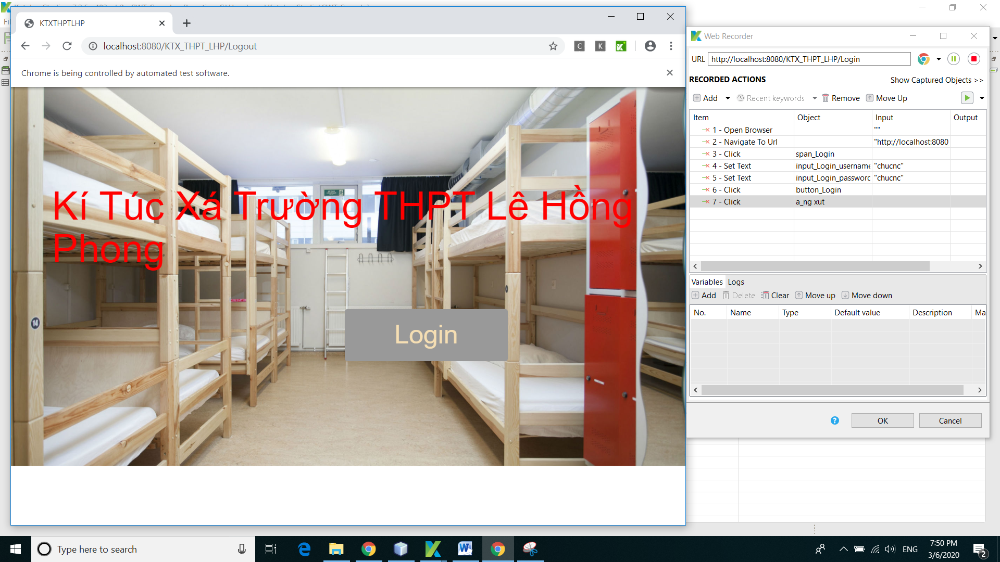 KTXTHPTLHP
localhost:8080/KTX_THPT_LHP/Logout
C
K
Chrome is being controlled by automated test software.
Kí Túc Xá Trường THPT Lê Hồng
Phong
14
Login
Web Recorder
URL
http://localhost:8080/KTX_THPT_LHP/Login
RECORDED ACTIONS
Show Captured Objects >>
Add
Recent keywords
Remove
Move Up
Item Object Input Output
1 - Open Browser ""
2 - Navigate To Url "http://localhost:8080
3 - Click span_Login
4 - Set Text input_Login_username "chucnc"
5 - Set Text input_Login_password "chucnc"
6 - Click button_Login
7 - Click a_ng xut
Variables Logs
Add Delete Clear Move up Move down
No. Name Type Default value Description Ma
OK Cancel
Type here to search
ENG
7:50 PM
3/6/2020
2